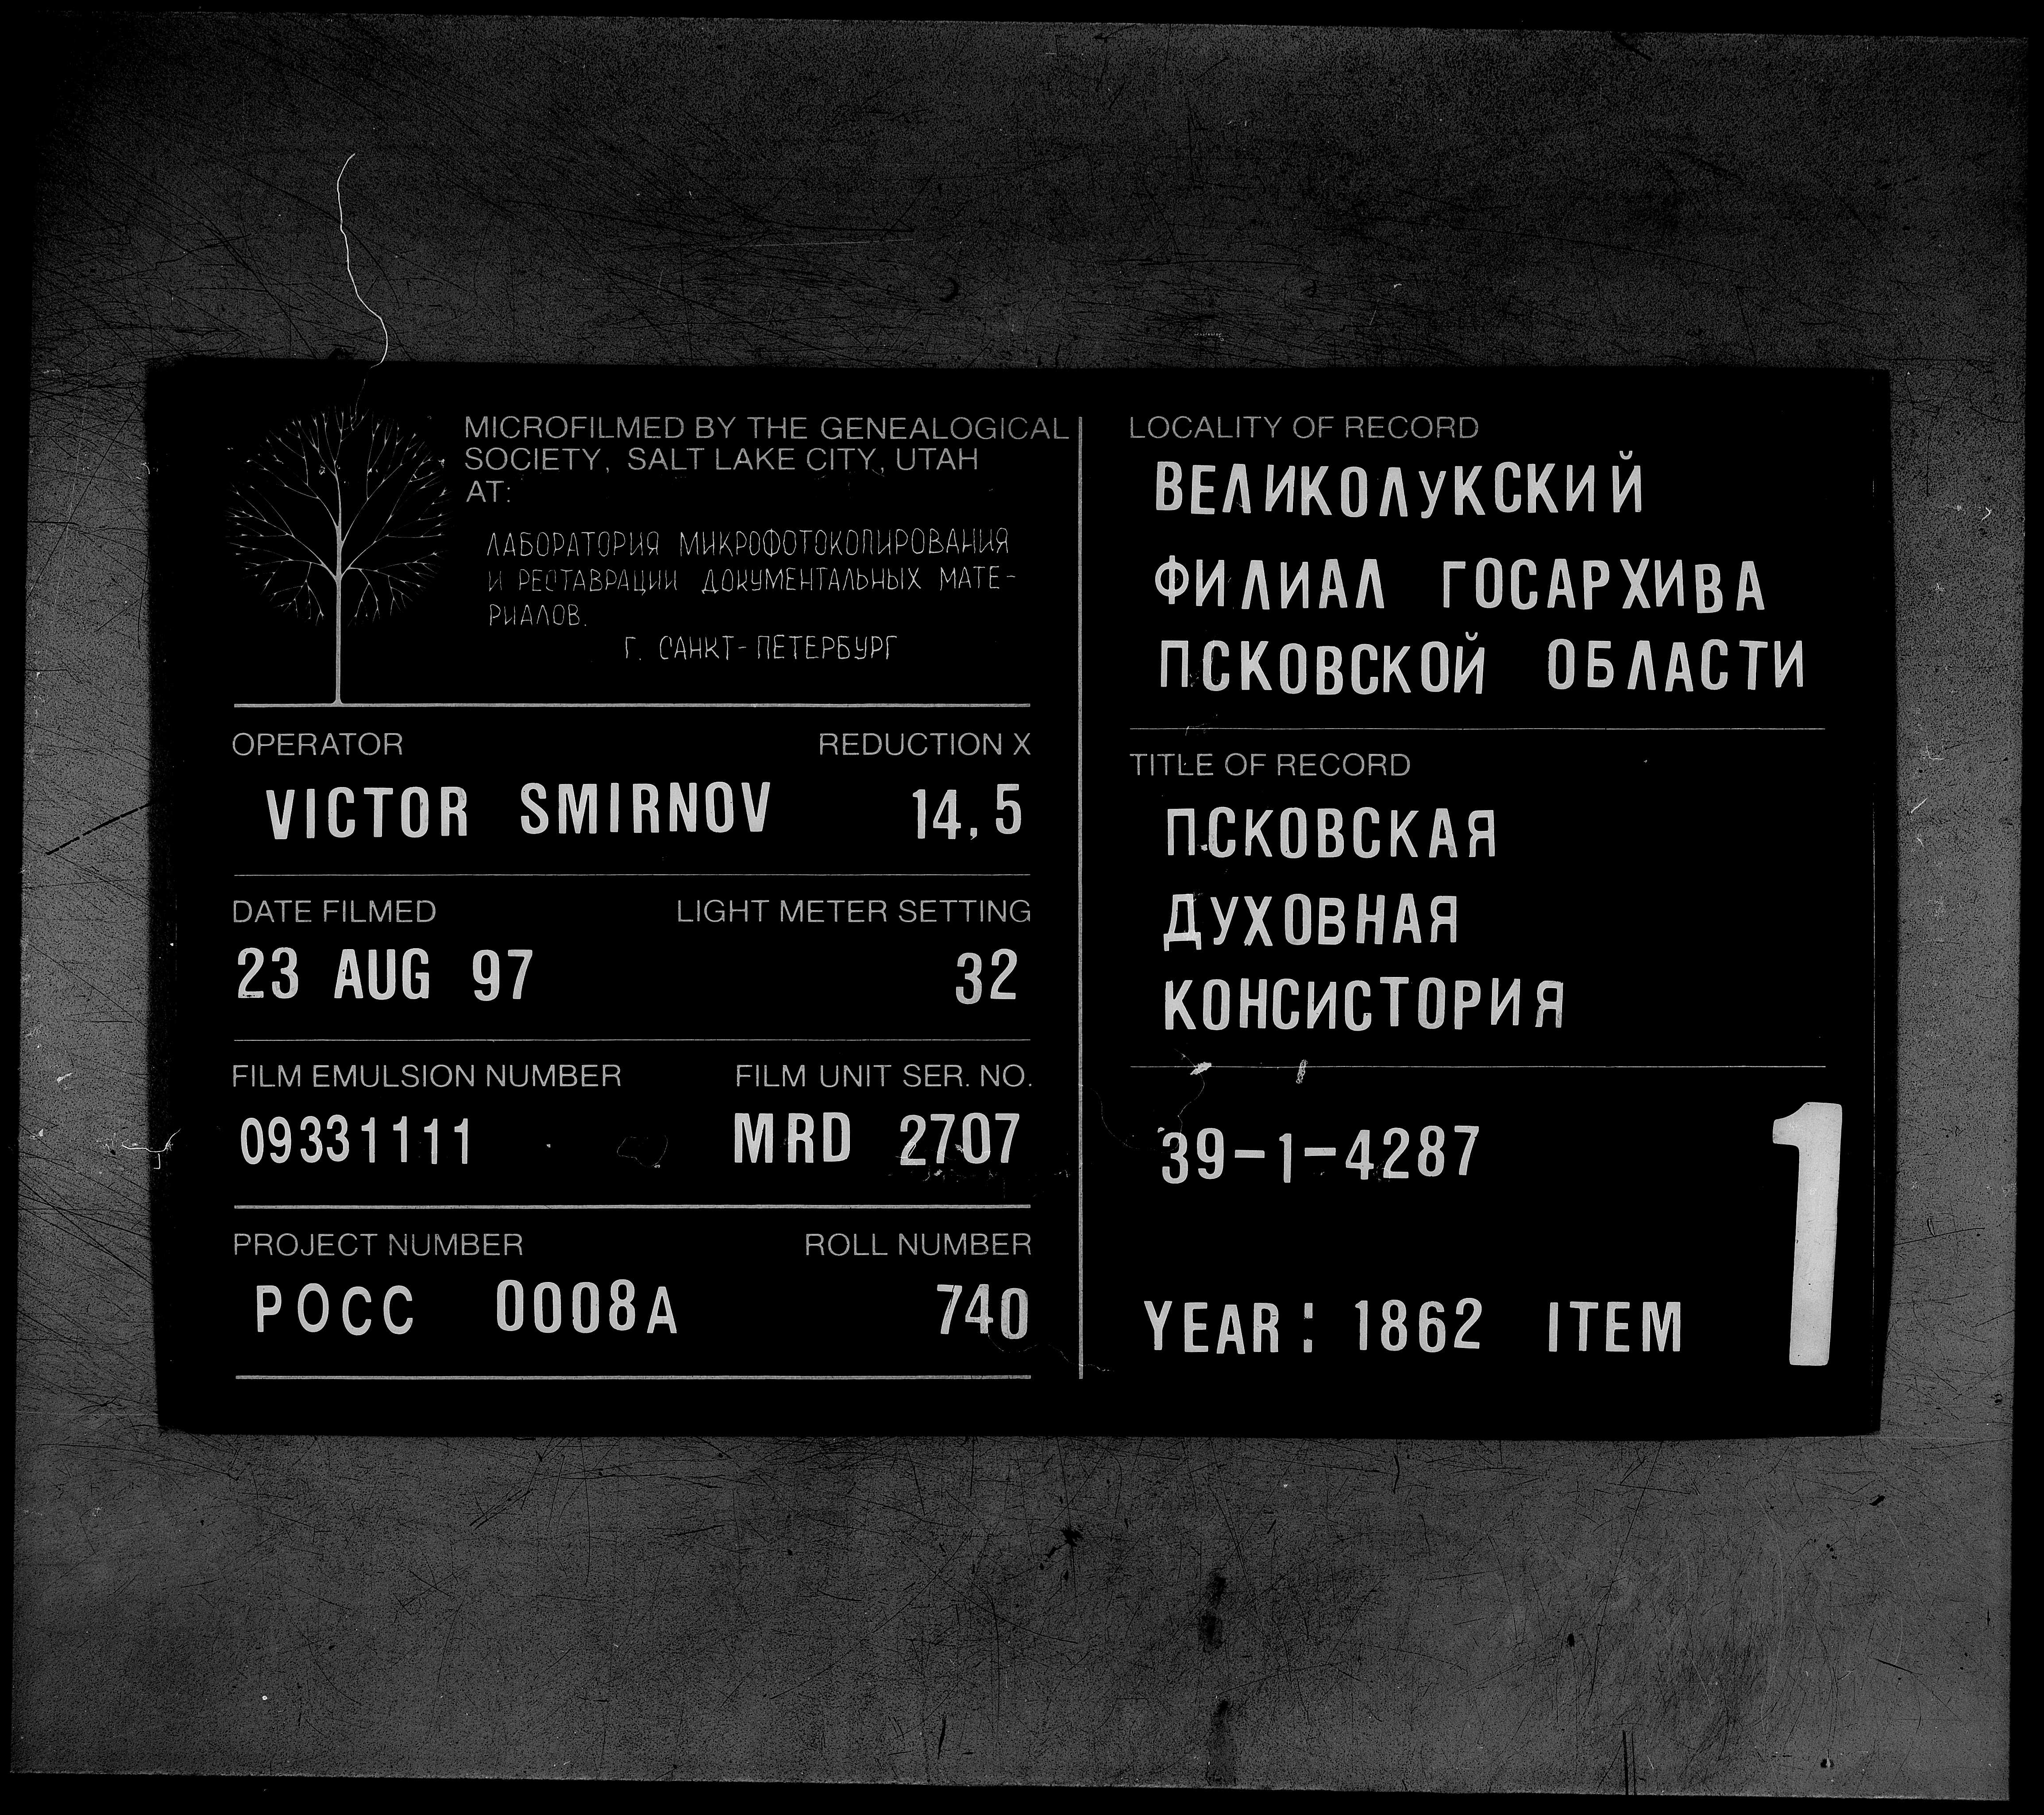 MICROFILMED BY THE GENEALOGICAL
SOCIETY, SALT LAKE CITY, UTAH
AT:
ЛАБОРАТОРИЯ МИКРОФОТОКОПИРОВАНИЯ
И РЕСТАВРАЦИИ ДОКУМЕНТАЛЬНЫХ МАТЕ-
РИАЛОВ.
Г. САНКТ-ПЕТЕРБУРГ
OPERATOR REDUCTION X
VICTOR SMIRNOV 14,5
DATE FILMED LIGHT METER SETTING
23 AUG 97 32
FILM EMULSION NUMBER FILM UNIT SER. NO.
09331111 MRD 2707
PROJECT NUMBER ROLL NUMBER
РОСС 0008A 740
LOCALITY OF RECORD
ВЕЛИКОЛУКСКИЙ
ФИЛИАЛ ГОСАРХИВА
ПСКОВСКОЙ ОБЛАСТИ
TITLE OF RECORD
ПСКОВСКАЯ
ДУХОВНАЯ
КОНСИСТОРИЯ
39-1-4287
YEAR: 1862 ITEM 1